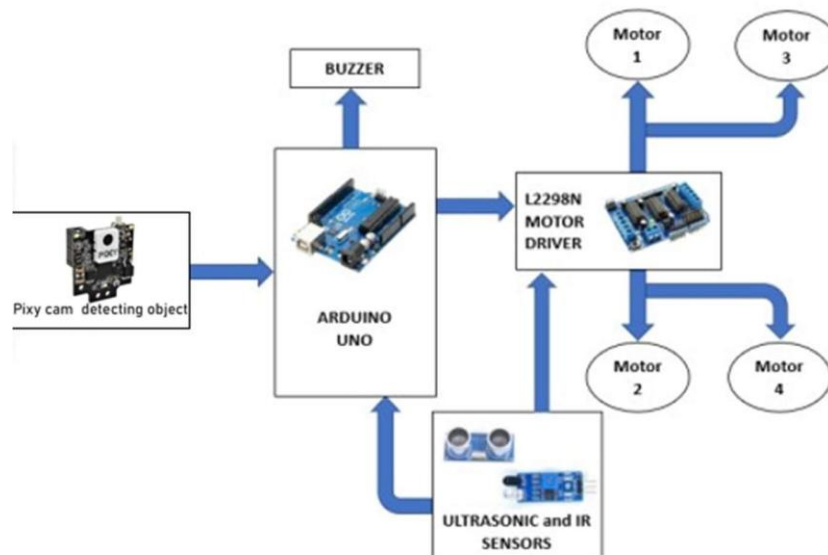 BUZZER
Motor
1
Motor
3
L2298N
MOTOR
DRIVER
PIXY
Pixy cam detecting object
ARDUINO
UNO
Motor
2
Motor
4
ULTRASONIC and IR
SENSORS